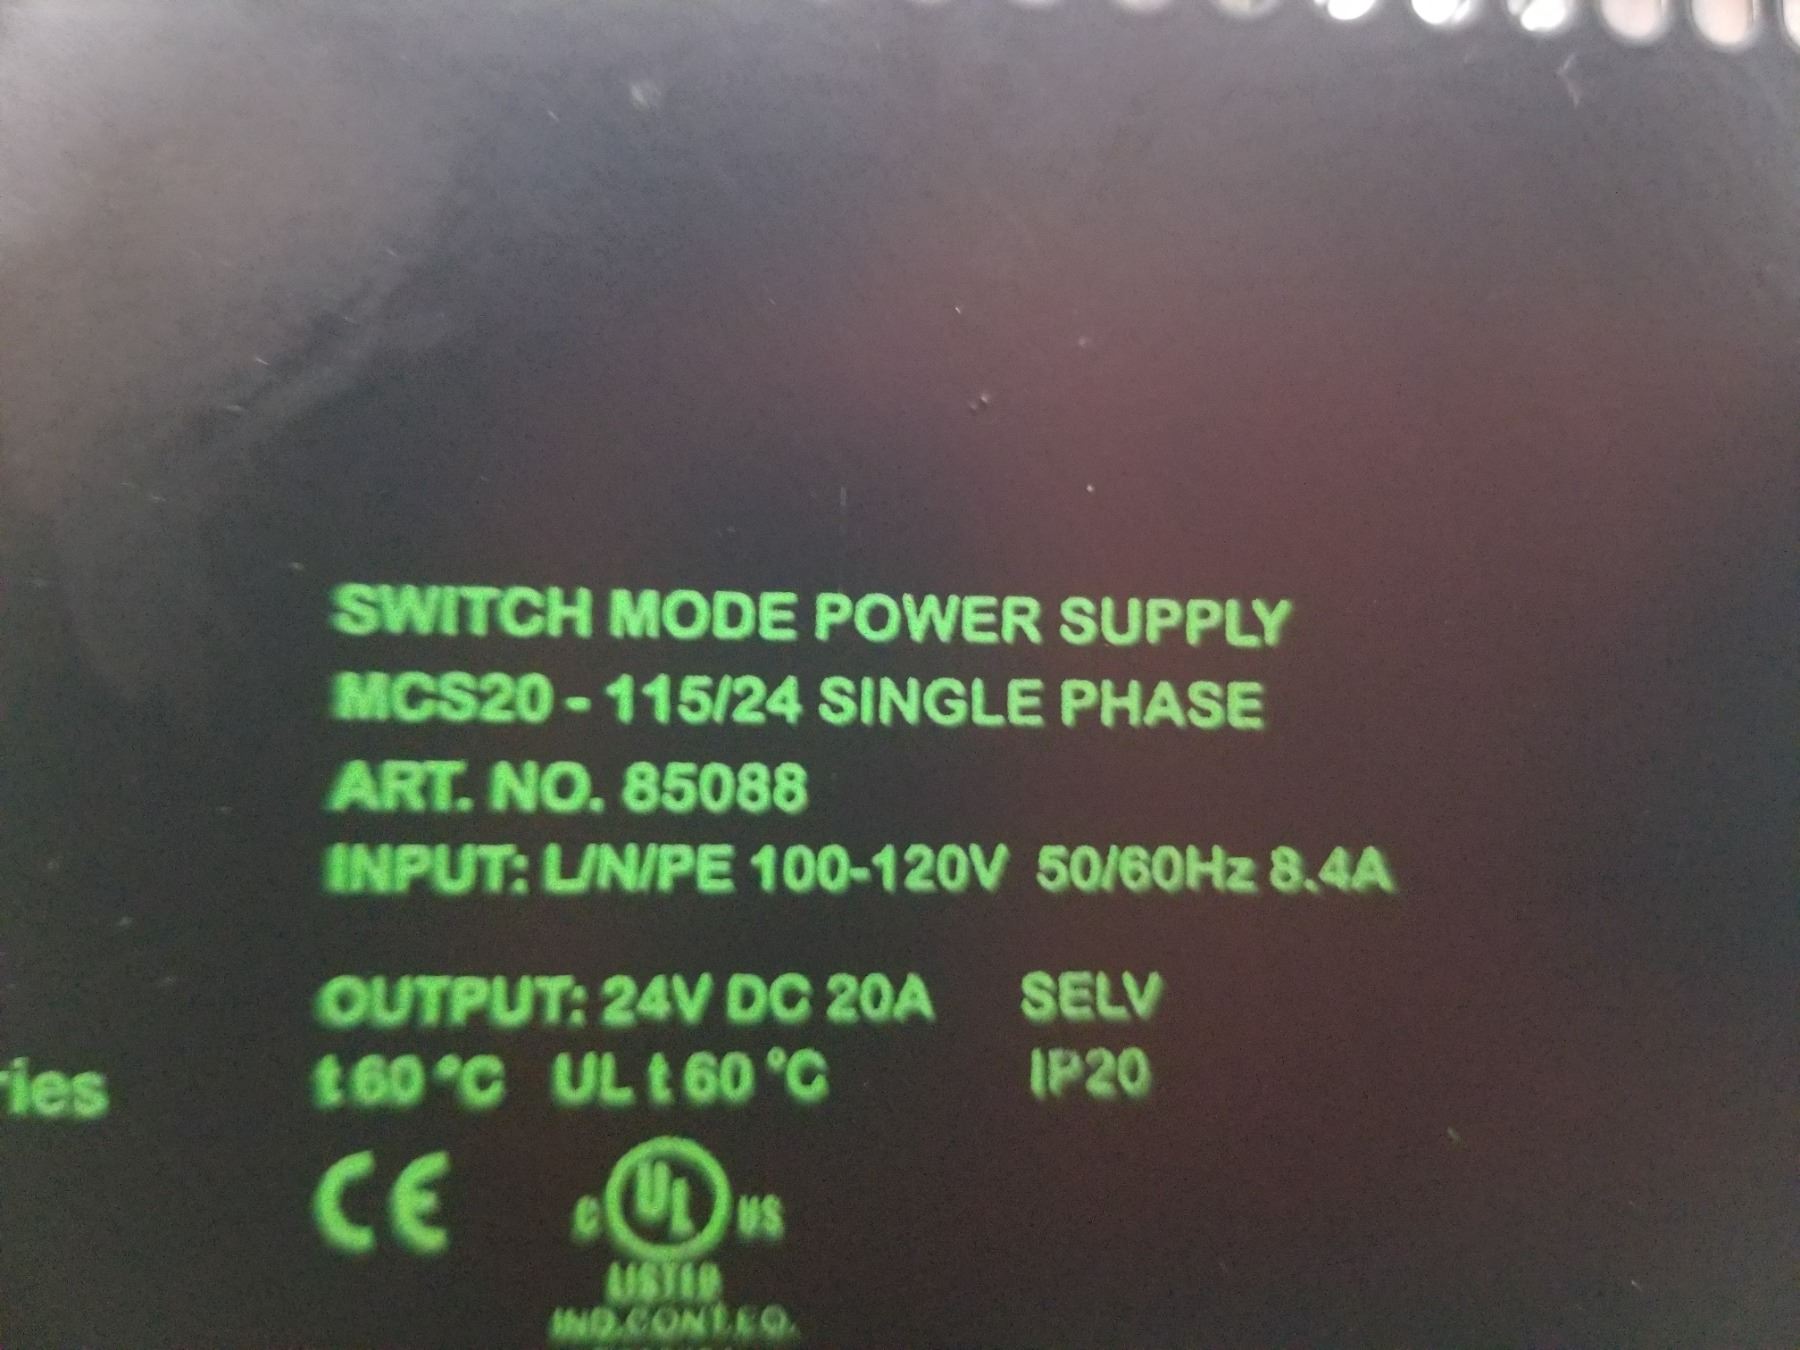 SWITCH MODE POWER SUPPLY
MCS20 - 115/24 SINGLE PHASE
ART. NO. 85088
INPUT: L/N/PE 100-120V 50/60Hz 8.4A
OUTPUT: 24V DC 20A SELV
ries
t 60 °C UL t 60 °C IP20
CE
C UL US
LISTED
IND.CONT.EQ.